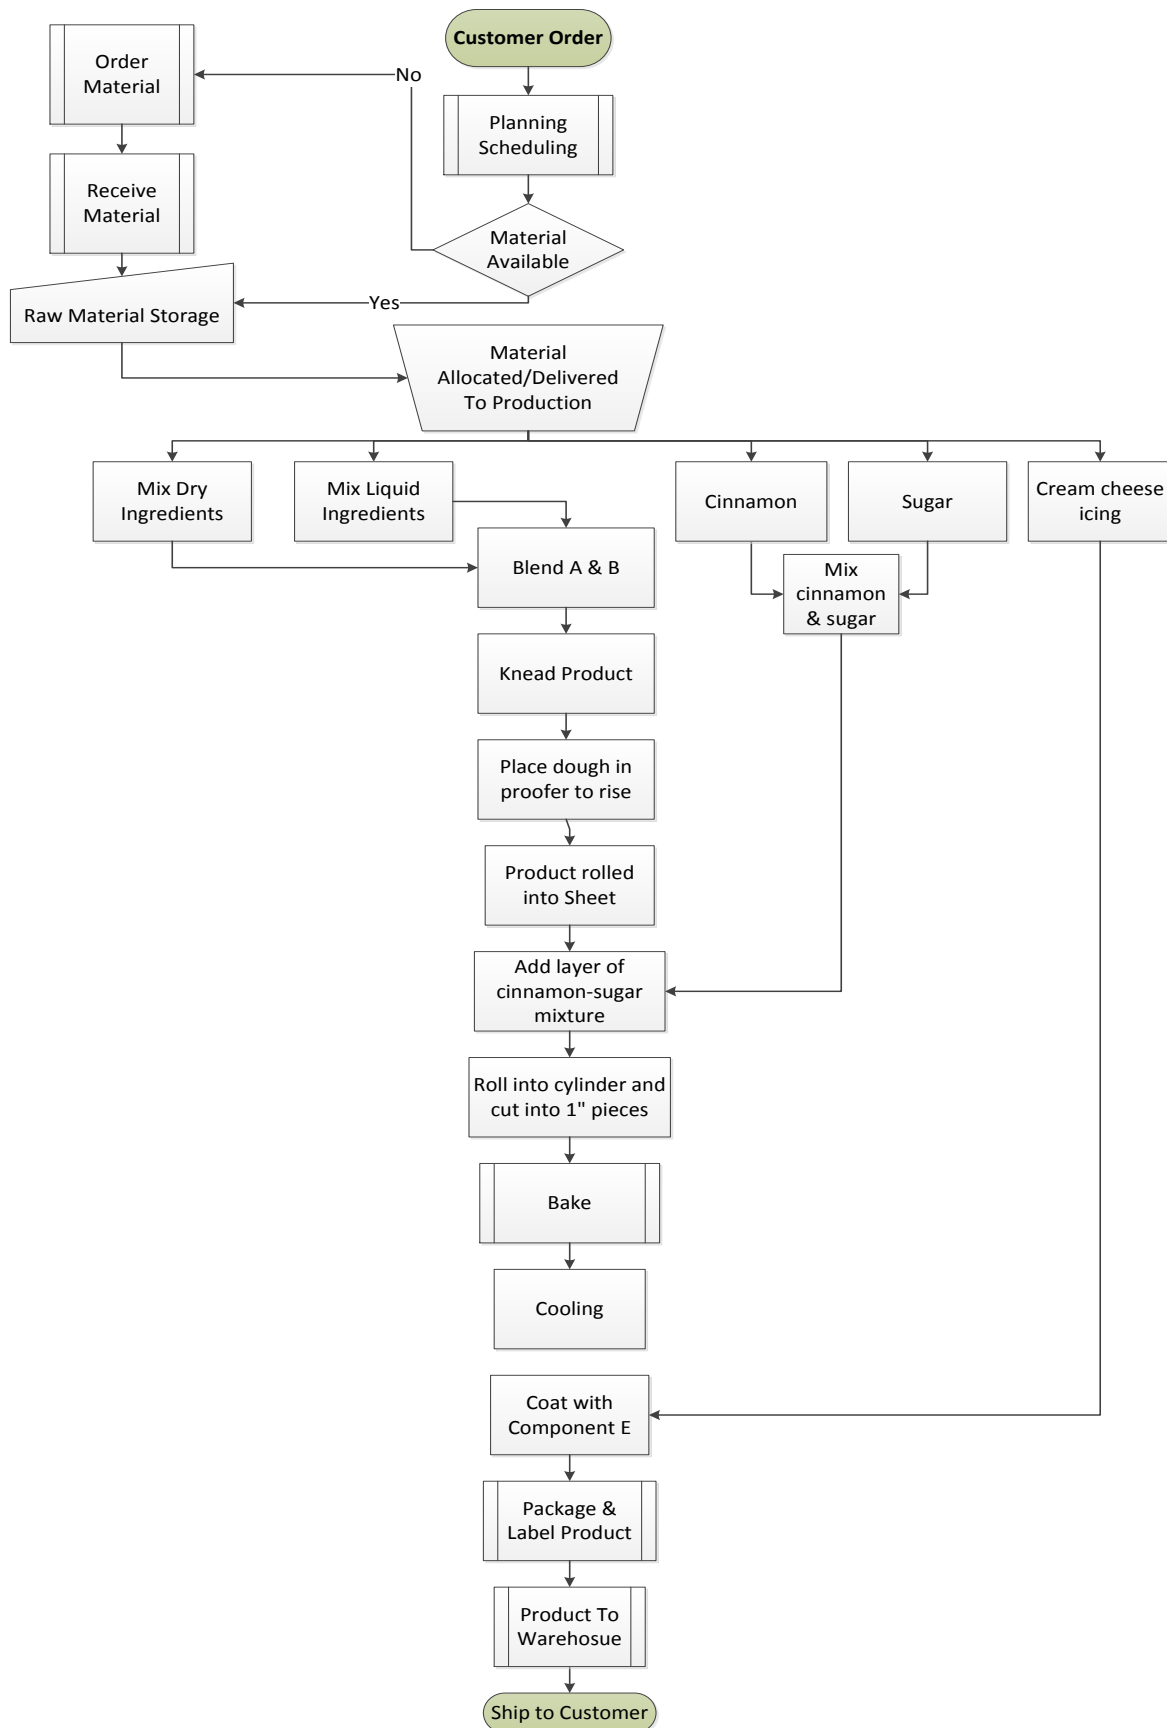 Customer Order
Order
Material
No
Planning
Scheduling
Receive
Material
Material
Available
Yes
Raw Material Storage
Material
Allocated/Delivered
To Production
Mix Dry
Ingredients
Mix Liquid
Ingredients
Cinnamon
Sugar
Cream cheese
icing
Blend A & B
Mix
cinnamon
& sugar
Knead Product
Place dough in
proofer to rise
Product rolled
into Sheet
Add layer of
cinnamon-sugar
mixture
Roll into cylinder and
cut into 1" pieces
Bake
Cooling
Coat with
Component E
Package &
Label Product
Product To
Warehosue
Ship to Customer